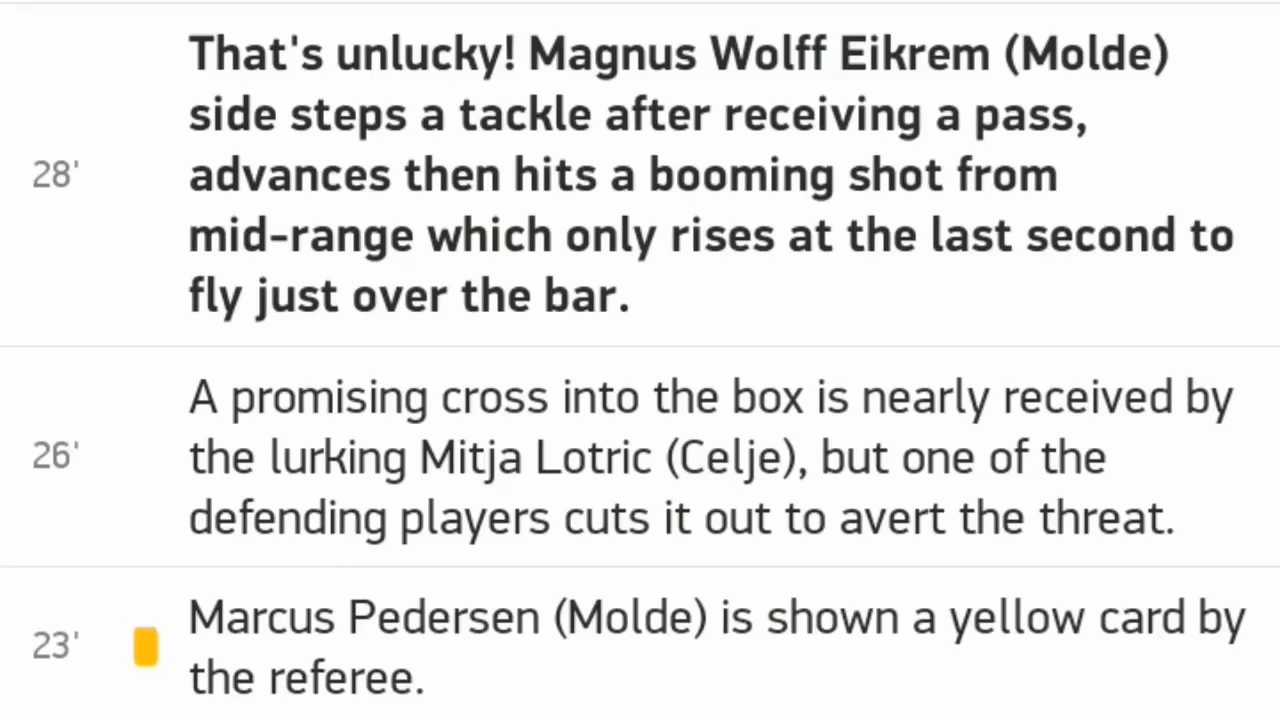 That's unlucky! Magnus Wolff Eikrem (Molde)
side steps a tackle after receiving a pass,
28'
advances then hits a booming shot from
mid-range which only rises at the last second to
fly just over the bar.
A promising cross into the box is nearly received by
26'
the lurking Mitja Lotric (Celje), but one of the
defending players cuts it out to avert the threat.
23'
Marcus Pedersen (Molde) is shown a yellow card by
the referee.